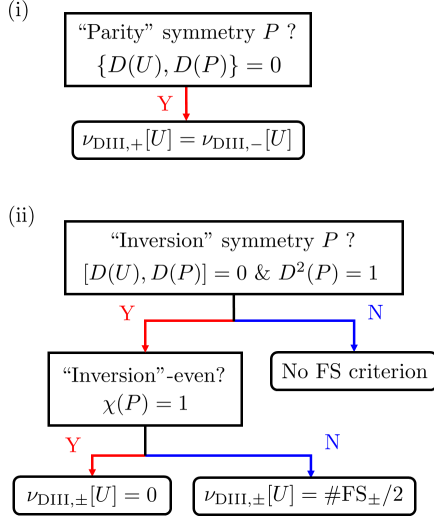 (i)
“Parity” symmetry P ?
{D(U), D(P)} = 0
Y
ν_DIII,+[U] = ν_DIII,−[U]
(ii)
“Inversion” symmetry P ?
[D(U), D(P)] = 0 & D²(P) = 1
Y
N
“Inversion”-even?
χ(P) = 1
No FS criterion
Y
N
ν_DIII,±[U] = 0
ν_DIII,±[U] = #FS_±/2